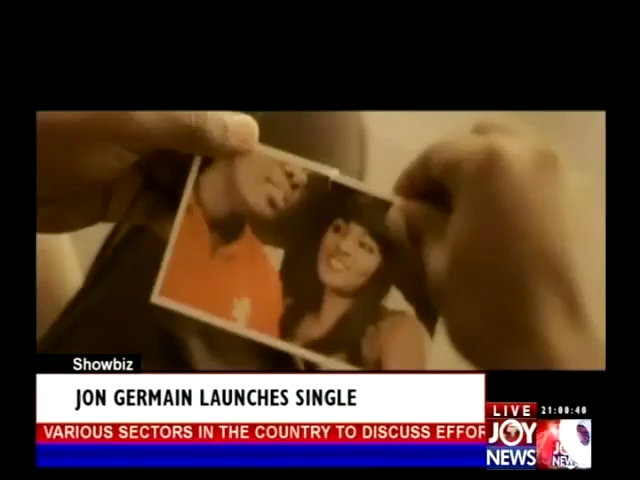 Showbiz
JON GERMAIN LAUNCHES SINGLE
LIVE 21:00:40
VARIOUS SECTORS IN THE COUNTRY TO DISCUSS EFFOR
JOY
NEWS